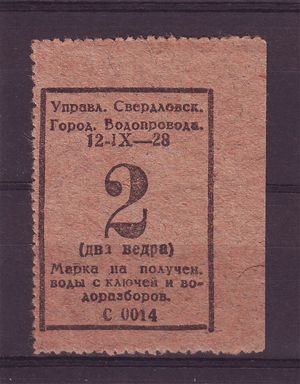 Управл. Свердловск.
Город. Водопровода.
12-IX—28
2
(два ведра)
Марка на получен.
воды с ключей и во-
доразборов.
С 0014